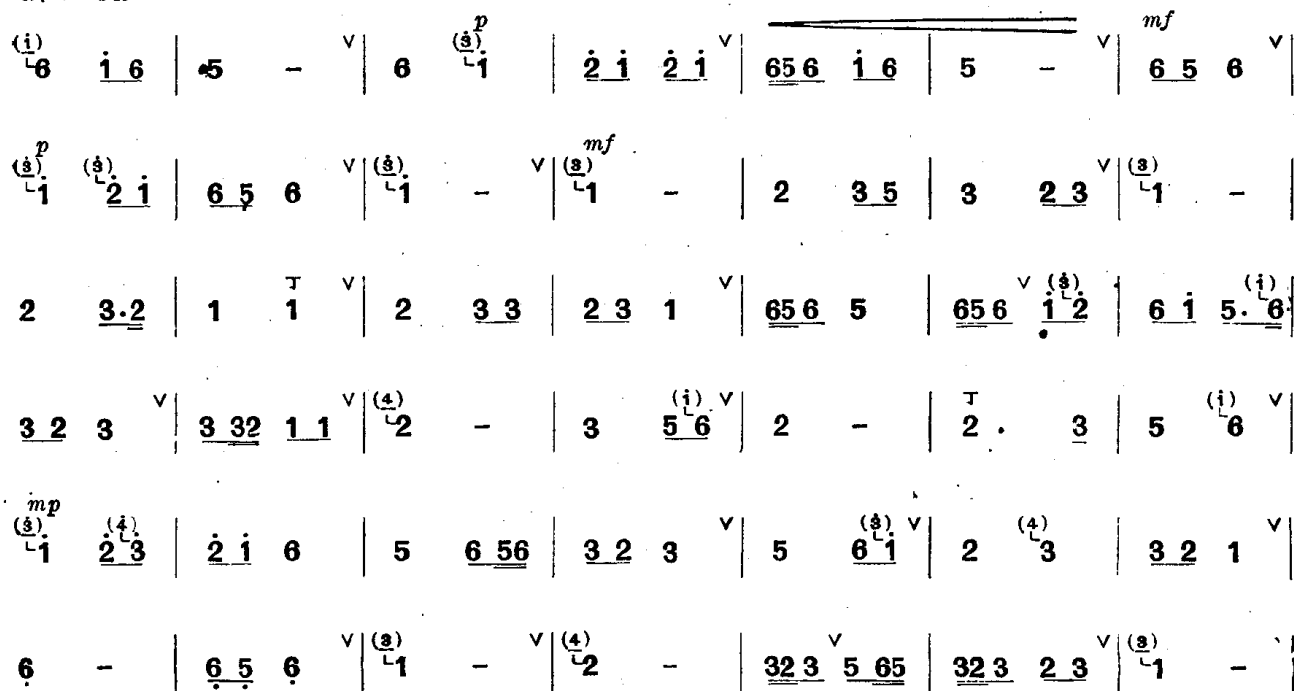 p mf
(i̇)6 i̇ 6 | 5 – ∨| 6 (3̇)i̇ ∨| 2̇ i̇ 2̇ i̇ | 656 i̇ 6 | 5 – ∨| 6 5 6 ∨|
p mf
(3̇)i̇ (3̇)2̇ i̇ | 6 5 6 ∨| (3̇)i̇ – ∨| (3)1 – | 2 3 5 | 3 2 3 ∨| (3)1 – |
2 3·2 | 1 1 ∨| 2 3 3 | 2 3 1 ∨| 656 5 | 656 ∨ i̇ (3̇)2̇ | 6 i̇ 5· (i̇)6 |
3 2 3 ∨| 3 32 1 1 ∨| (4)2 – | 3 5 (i̇)6 ∨| 2 – | 2 · 3 | 5 (i̇)6 ∨|
mp
(3̇)i̇ 2̇ (4̇)3̇ | 2̇ i̇ 6 | 5 6 56 | 3 2 3 ∨| 5 6 (3̇)i̇ ∨| 2 (4)3 | 3 2 1 ∨|
6̣ – | 6̣ 5̣ 6̣ ∨| (3)1 – ∨| (4)2 – | 323 ∨ 5 65 | 323 2 3 ∨| (3)1 – |